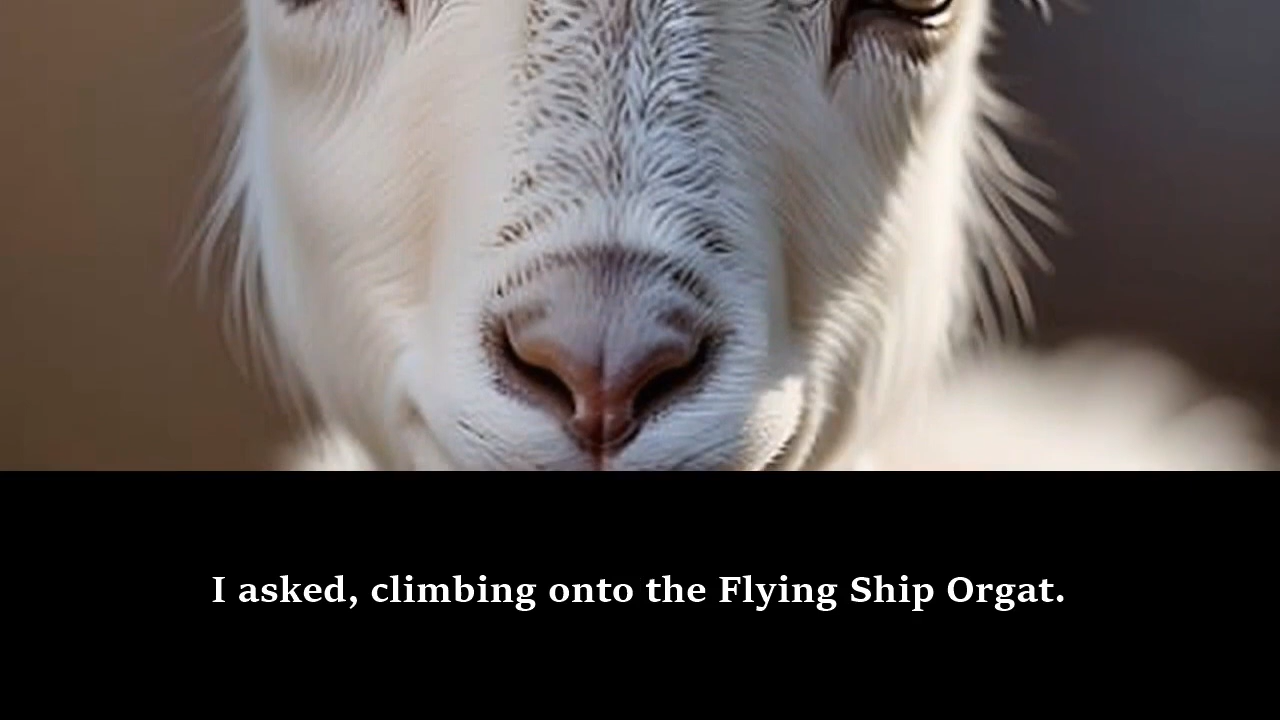 I asked, climbing onto the Flying Ship Orgat.